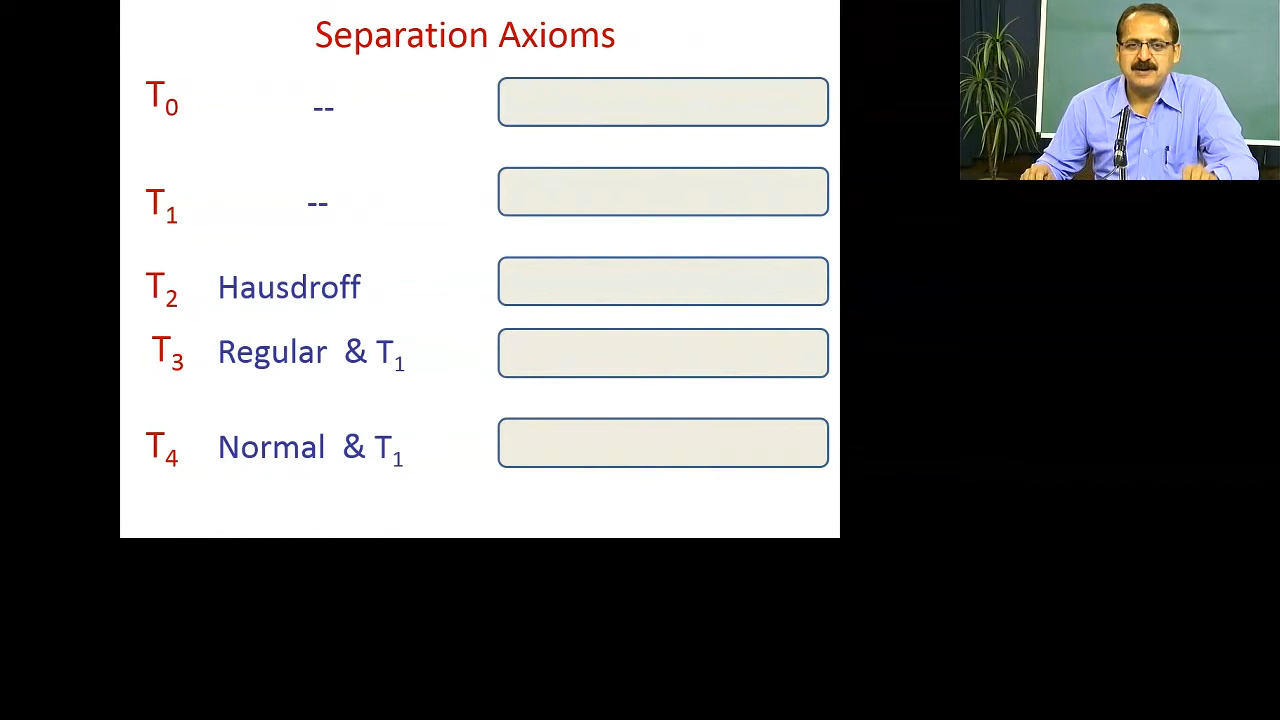 Separation Axioms
T₀ --
T₁ --
T₂ Hausdroff
T₃ Regular & T₁
T₄ Normal & T₁